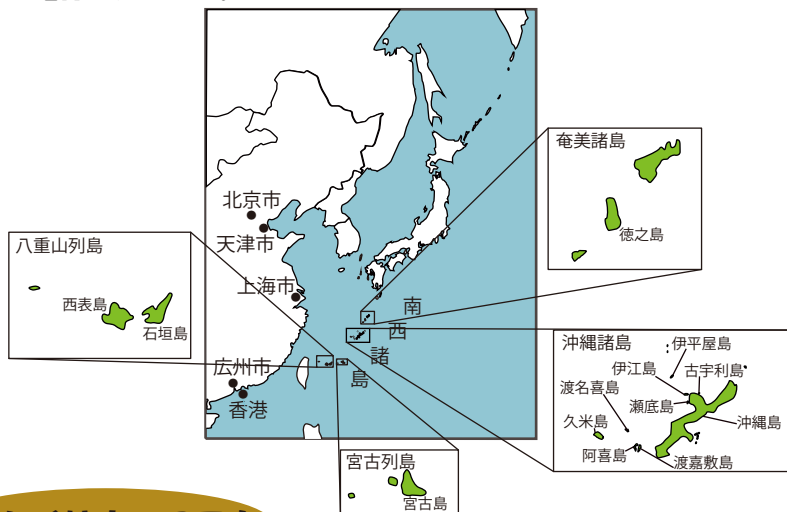 北京市
天津市
上海市
広州市
香港
南
西
諸
島
奄美諸島
徳之島
八重山列島
西表島
石垣島
沖縄諸島
伊平屋島
伊江島
古宇利島
渡名喜島
瀬底島
久米島
沖縄島
阿喜島
渡嘉敷島
宮古列島
宮古島